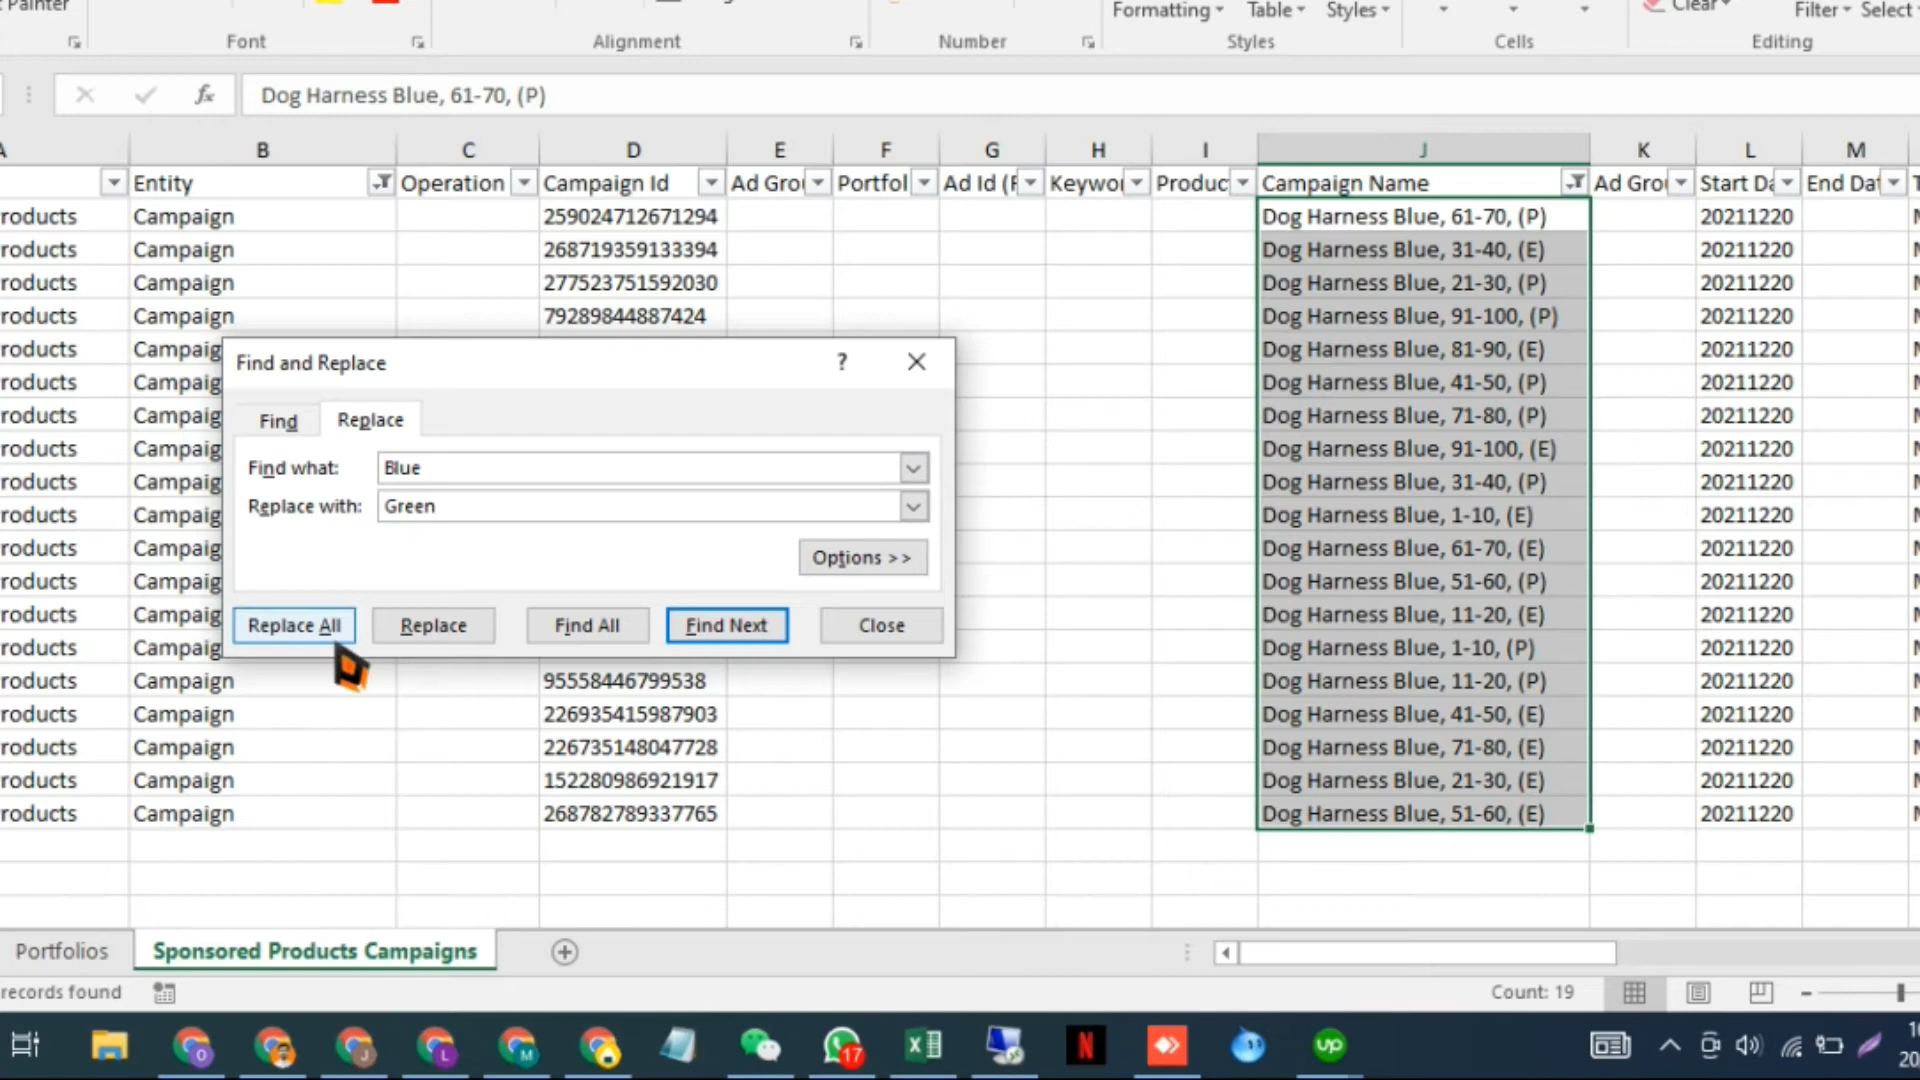 Painter
Formatting Table Styles Clear Filter Select
Font Alignment Number Styles Cells Editing
fx Dog Harness Blue, 61-70, (P)
A B C D E F G H I J K L M
Entity Operation Campaign Id Ad Grou Portfol Ad Id (F Keywor Produc Campaign Name Ad Grou Start Da End Dat
roducts Campaign 259024712671294 Dog Harness Blue, 61-70, (P) 20211220
roducts Campaign 268719359133394 Dog Harness Blue, 31-40, (E) 20211220
roducts Campaign 277523751592030 Dog Harness Blue, 21-30, (P) 20211220
roducts Campaign 79289844887424 Dog Harness Blue, 91-100, (P) 20211220
roducts Campaig Dog Harness Blue, 81-90, (E) 20211220
roducts Campaig Dog Harness Blue, 41-50, (P) 20211220
roducts Campaig Dog Harness Blue, 71-80, (P) 20211220
roducts Campaig Dog Harness Blue, 91-100, (E) 20211220
roducts Campaig Dog Harness Blue, 31-40, (P) 20211220
roducts Campaig Dog Harness Blue, 1-10, (E) 20211220
roducts Campaig Dog Harness Blue, 61-70, (E) 20211220
roducts Campaig Dog Harness Blue, 51-60, (P) 20211220
roducts Campaig Dog Harness Blue, 11-20, (E) 20211220
roducts Campaig Dog Harness Blue, 1-10, (P) 20211220
roducts Campaign 95558446799538 Dog Harness Blue, 11-20, (P) 20211220
roducts Campaign 226935415987903 Dog Harness Blue, 41-50, (E) 20211220
roducts Campaign 226735148047728 Dog Harness Blue, 71-80, (E) 20211220
roducts Campaign 152280986921917 Dog Harness Blue, 21-30, (E) 20211220
roducts Campaign 268782789337765 Dog Harness Blue, 51-60, (E) 20211220
Find and Replace ?
Find Replace
Find what: Blue
Replace with: Green
Options >>
Replace All Replace Find All Find Next Close
Portfolios Sponsored Products Campaigns
records found Count: 19
O J L M 17 N up